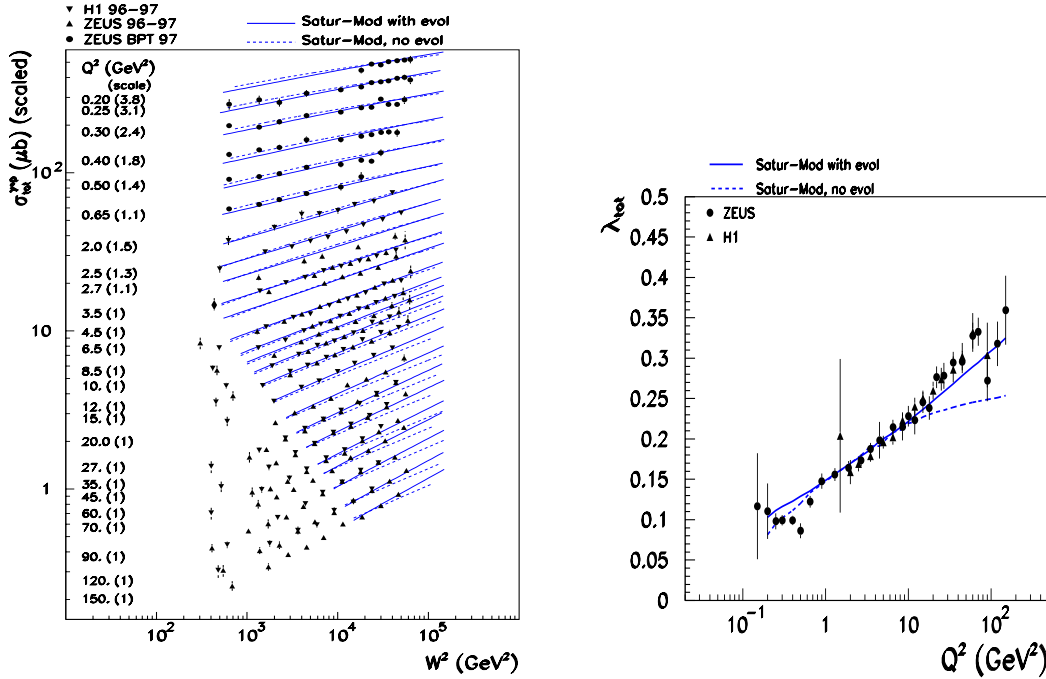 H1 96-97
ZEUS 96-97
ZEUS BPT 97
Satur-Mod with evol
Satur-Mod, no evol
σ^γ*p_tot (μb) (scaled)
Q² (GeV²)
(scale)
0.20 (3.8)
0.25 (3.1)
0.30 (2.4)
0.40 (1.8)
0.50 (1.4)
0.65 (1.1)
2.0 (1.5)
2.5 (1.3)
2.7 (1.1)
3.5 (1)
4.5 (1)
6.5 (1)
8.5 (1)
10. (1)
12. (1)
15. (1)
20.0 (1)
27. (1)
35. (1)
45. (1)
60. (1)
70. (1)
90. (1)
120. (1)
150. (1)
10²
10
1
10² 10³ 10⁴ 10⁵
W² (GeV²)
Satur-Mod with evol
Satur-Mod, no evol
λtot
ZEUS
H1
0.5
0.45
0.4
0.35
0.3
0.25
0.2
0.15
0.1
0.05
0
10⁻¹ 1 10 10²
Q² (GeV²)